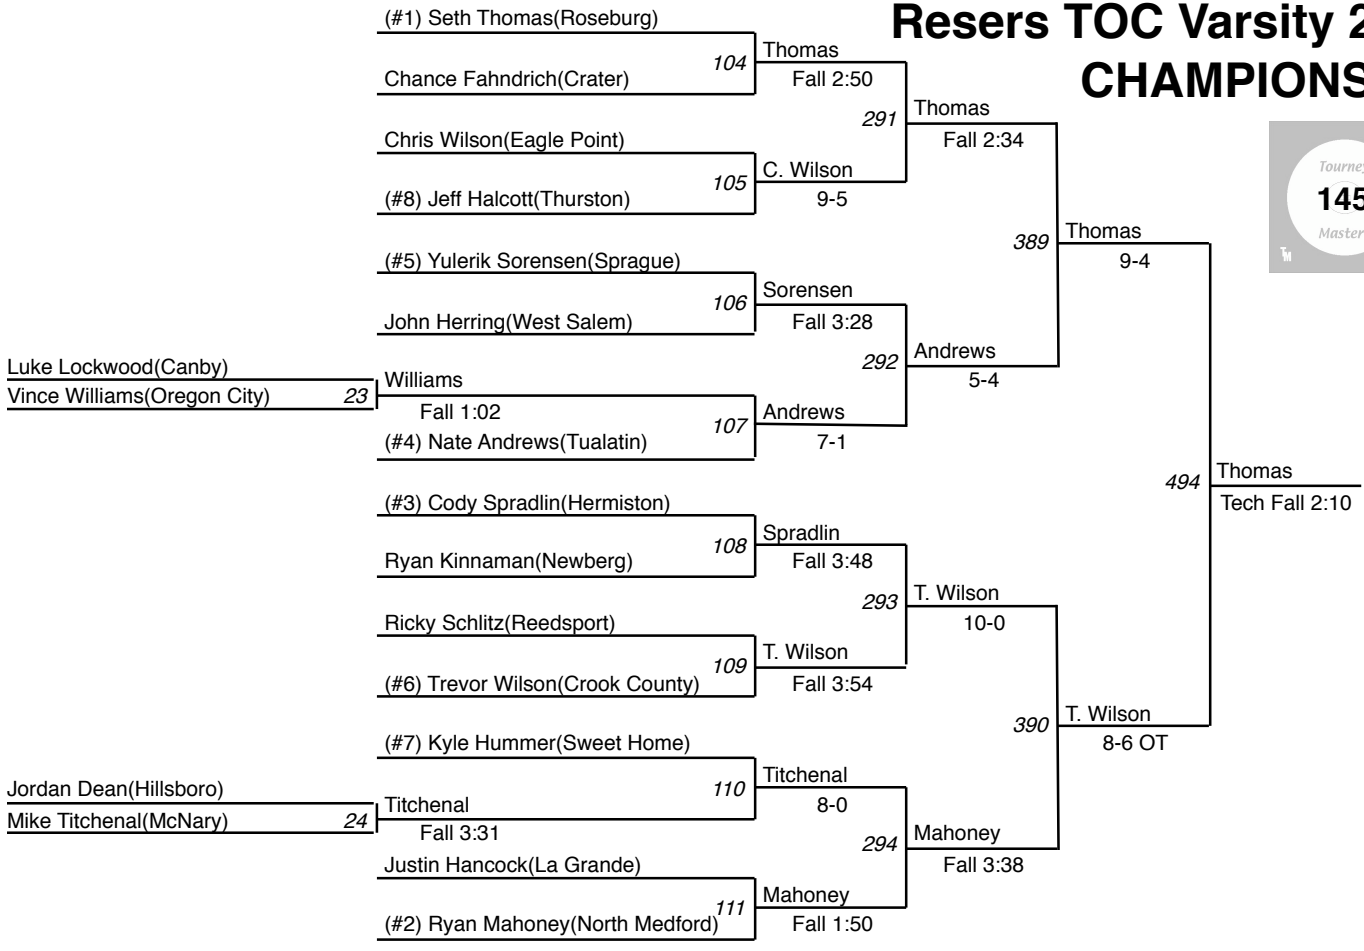 Resers TOC Varsity 2
CHAMPIONS
Tourney
145
Master
TM
(#1) Seth Thomas(Roseburg)
104
Chance Fahndrich(Crater)
Thomas
Fall 2:50
291
Chris Wilson(Eagle Point)
105
(#8) Jeff Halcott(Thurston)
C. Wilson
9-5
Thomas
Fall 2:34
389
(#5) Yulerik Sorensen(Sprague)
106
John Herring(West Salem)
Sorensen
Fall 3:28
292
Luke Lockwood(Canby)
Vince Williams(Oregon City)
23
Williams
Fall 1:02
107
(#4) Nate Andrews(Tualatin)
Andrews
7-1
Andrews
5-4
Thomas
9-4
494
Thomas
Tech Fall 2:10
(#3) Cody Spradlin(Hermiston)
108
Ryan Kinnaman(Newberg)
Spradlin
Fall 3:48
293
Ricky Schlitz(Reedsport)
109
(#6) Trevor Wilson(Crook County)
T. Wilson
Fall 3:54
T. Wilson
10-0
390
T. Wilson
8-6 OT
(#7) Kyle Hummer(Sweet Home)
110
Jordan Dean(Hillsboro)
Mike Titchenal(McNary)
24
Titchenal
Fall 3:31
Titchenal
8-0
294
Mahoney
Fall 3:38
Justin Hancock(La Grande)
111
(#2) Ryan Mahoney(North Medford)
Mahoney
Fall 1:50